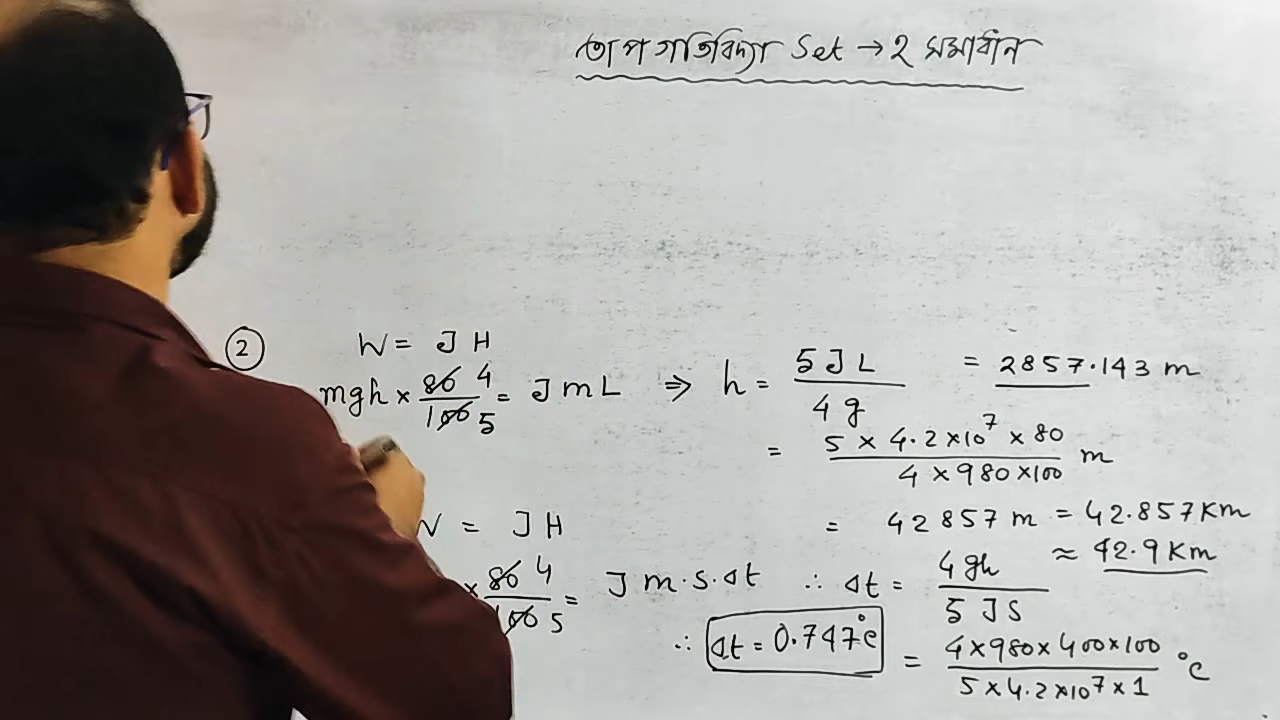 তাপগতিবিদ্যা Set → ২ সমাধান
② W = J H
mgh × 80/100 4/5 = J m L ⇒ h = 5 J L / 4 g = 2857.143 m
= 5 × 4.2 × 10⁷ × 80 / 4 × 980 × 100 m
= 42857 m = 42.857 Km
≈ 42.9 Km
W = J H
× 80/100 4/5 = J m · s · Δt ∴ Δt = 4 gh / 5 J S
= 4 × 980 × 400 × 100 / 5 × 4.2 × 10⁷ × 1 °C
∴ Δt = 0.747°C